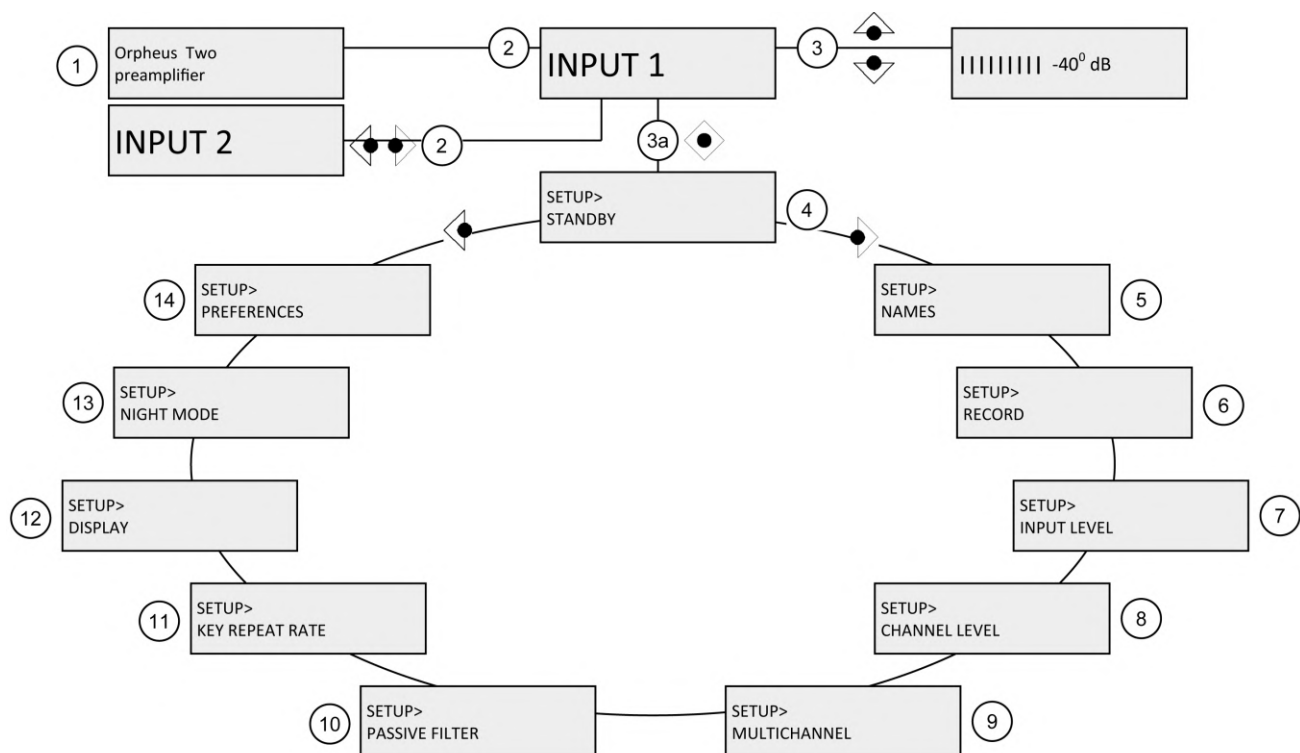 1
Orpheus Two
preamplifier
2
INPUT 1
3
||||||||| -40⁰ dB
INPUT 2
2
3a
SETUP>
STANDBY
4
14
SETUP>
PREFERENCES
SETUP>
NAMES
5
13
SETUP>
NIGHT MODE
SETUP>
RECORD
6
12
SETUP>
DISPLAY
SETUP>
INPUT LEVEL
7
11
SETUP>
KEY REPEAT RATE
SETUP>
CHANNEL LEVEL
8
10
SETUP>
PASSIVE FILTER
SETUP>
MULTICHANNEL
9